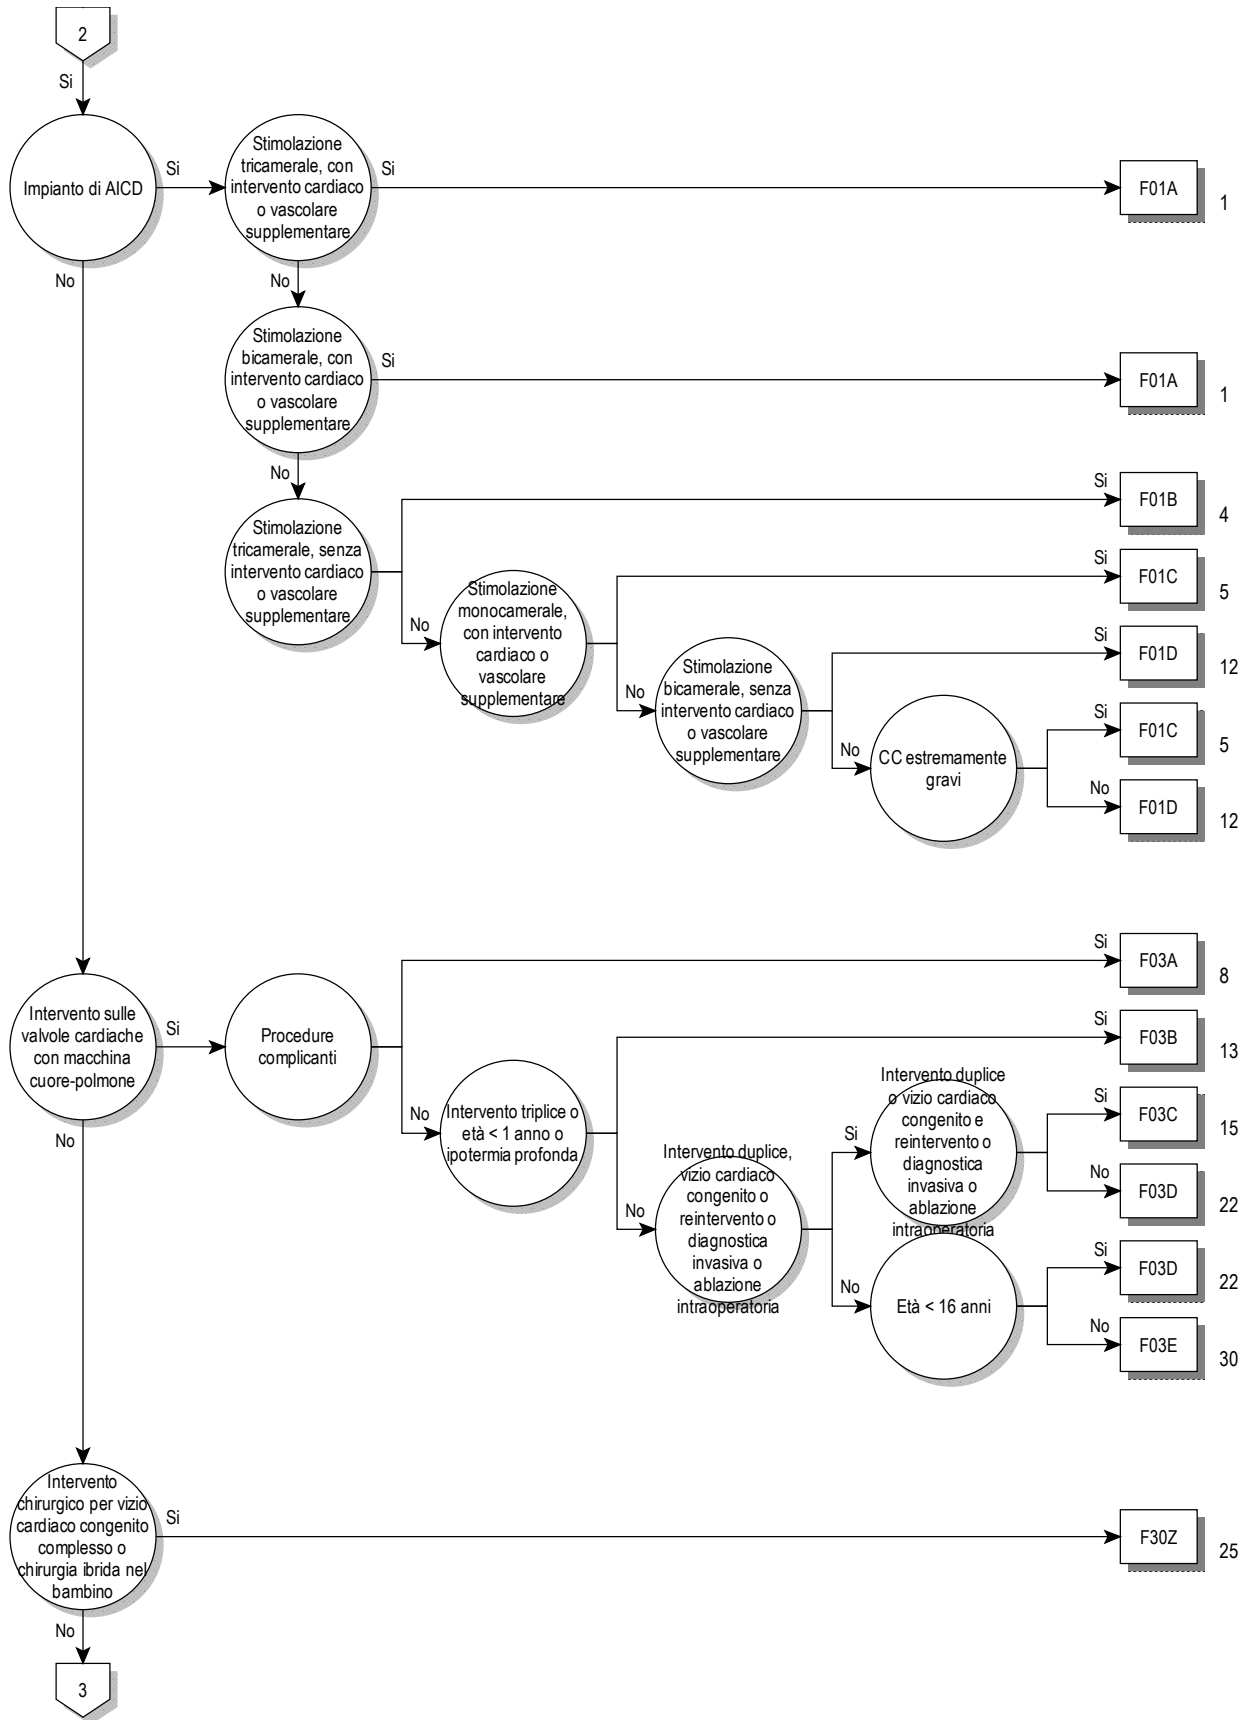 2
Si
Impianto di AICD
Si
Stimolazione
tricamerale, con
intervento cardiaco
o vascolare
supplementare
Si
F01A
1
No
No
Stimolazione
bicamerale, con
intervento cardiaco
o vascolare
supplementare
Si
F01A
1
No
Stimolazione
tricamerale, senza
intervento cardiaco
o vascolare
supplementare
Si
F01B
4
No
Stimolazione
monocamerale,
con intervento
cardiaco o
vascolare
supplementare
Si
F01C
5
No
Stimolazione
bicamerale, senza
intervento cardiaco
o vascolare
supplementare
Si
F01D
12
No
CC estremamente
gravi
Si
F01C
5
No
F01D
12
Intervento sulle
valvole cardiache
con macchina
cuore-polmone
Si
Procedure
complicanti
Si
F03A
8
No
Intervento triplice o
età < 1 anno o
ipotermia profonda
Si
F03B
13
No
Intervento duplice,
vizio cardiaco
congenito o
reintervento o
diagnostica
invasiva o
ablazione
intraoperatoria
Si
Intervento duplice
o vizio cardiaco
congenito e
reintervento o
diagnostica
invasiva o
ablazione
intraoperatoria
Si
F03C
15
No
F03D
22
No
Età < 16 anni
Si
F03D
22
No
F03E
30
No
Intervento
chirurgico per vizio
cardiaco congenito
complesso o
chirurgia ibrida nel
bambino
Si
F30Z
25
No
3